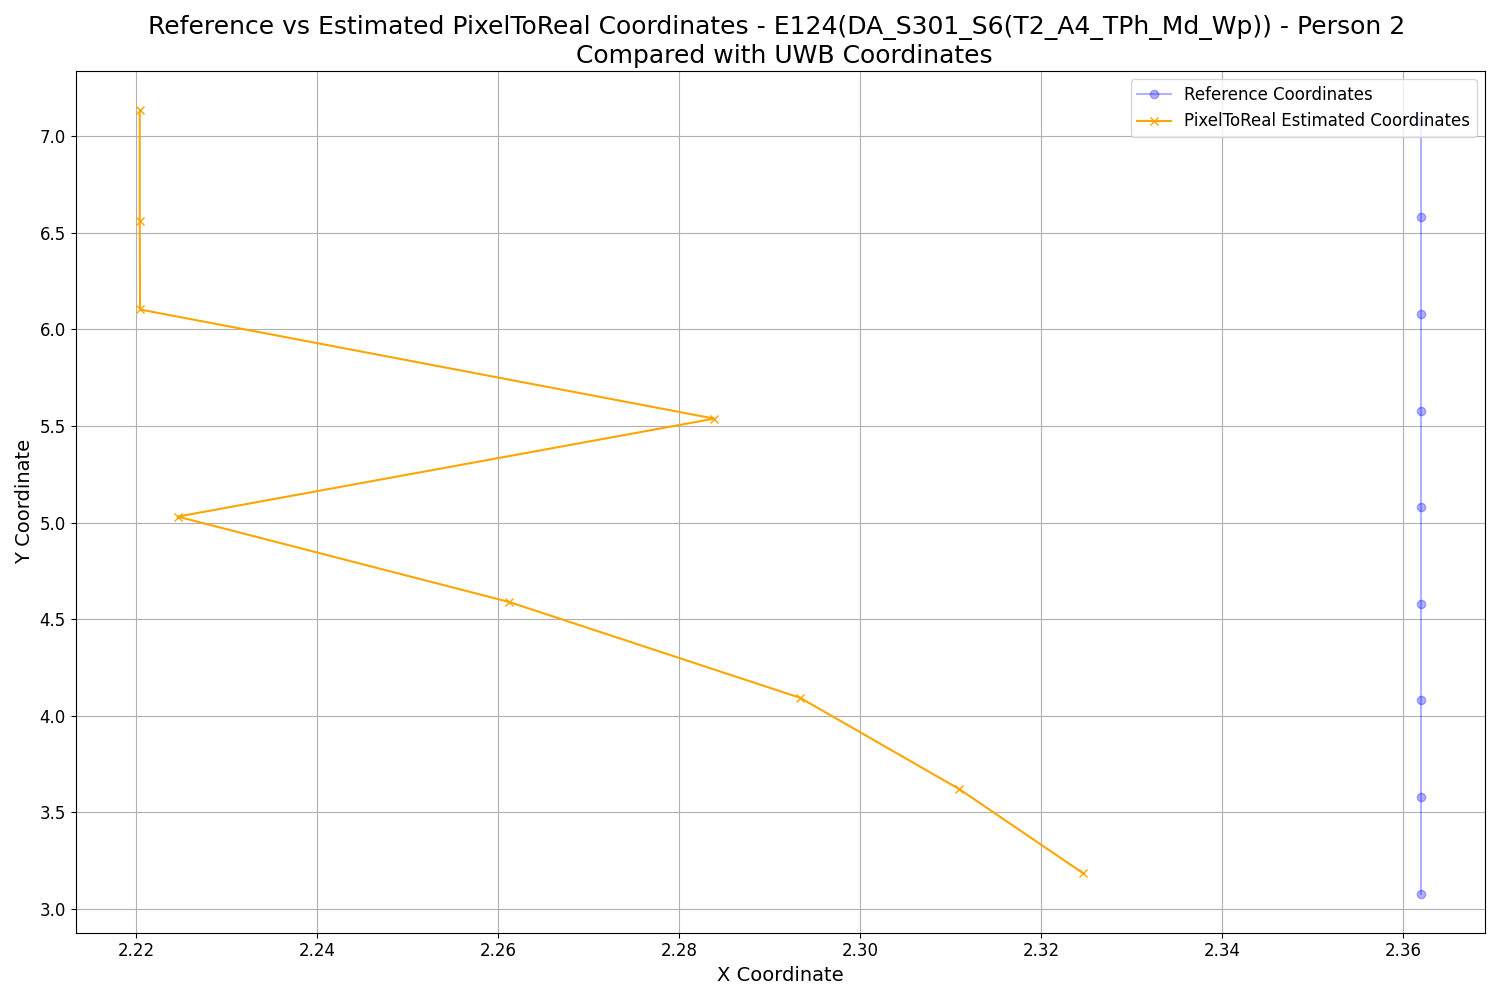 Reference vs Estimated PixelToReal Coordinates - E124(DA_S301_S6(T2_A4_TPh_Md_Wp)) - Person 2
Compared with UWB Coordinates
Reference Coordinates
PixelToReal Estimated Coordinates
7.0
6.5
6.0
5.5
5.0
4.5
4.0
3.5
3.0
Y Coordinate
2.22 2.24 2.26 2.28 2.30 2.32 2.34 2.36
X Coordinate